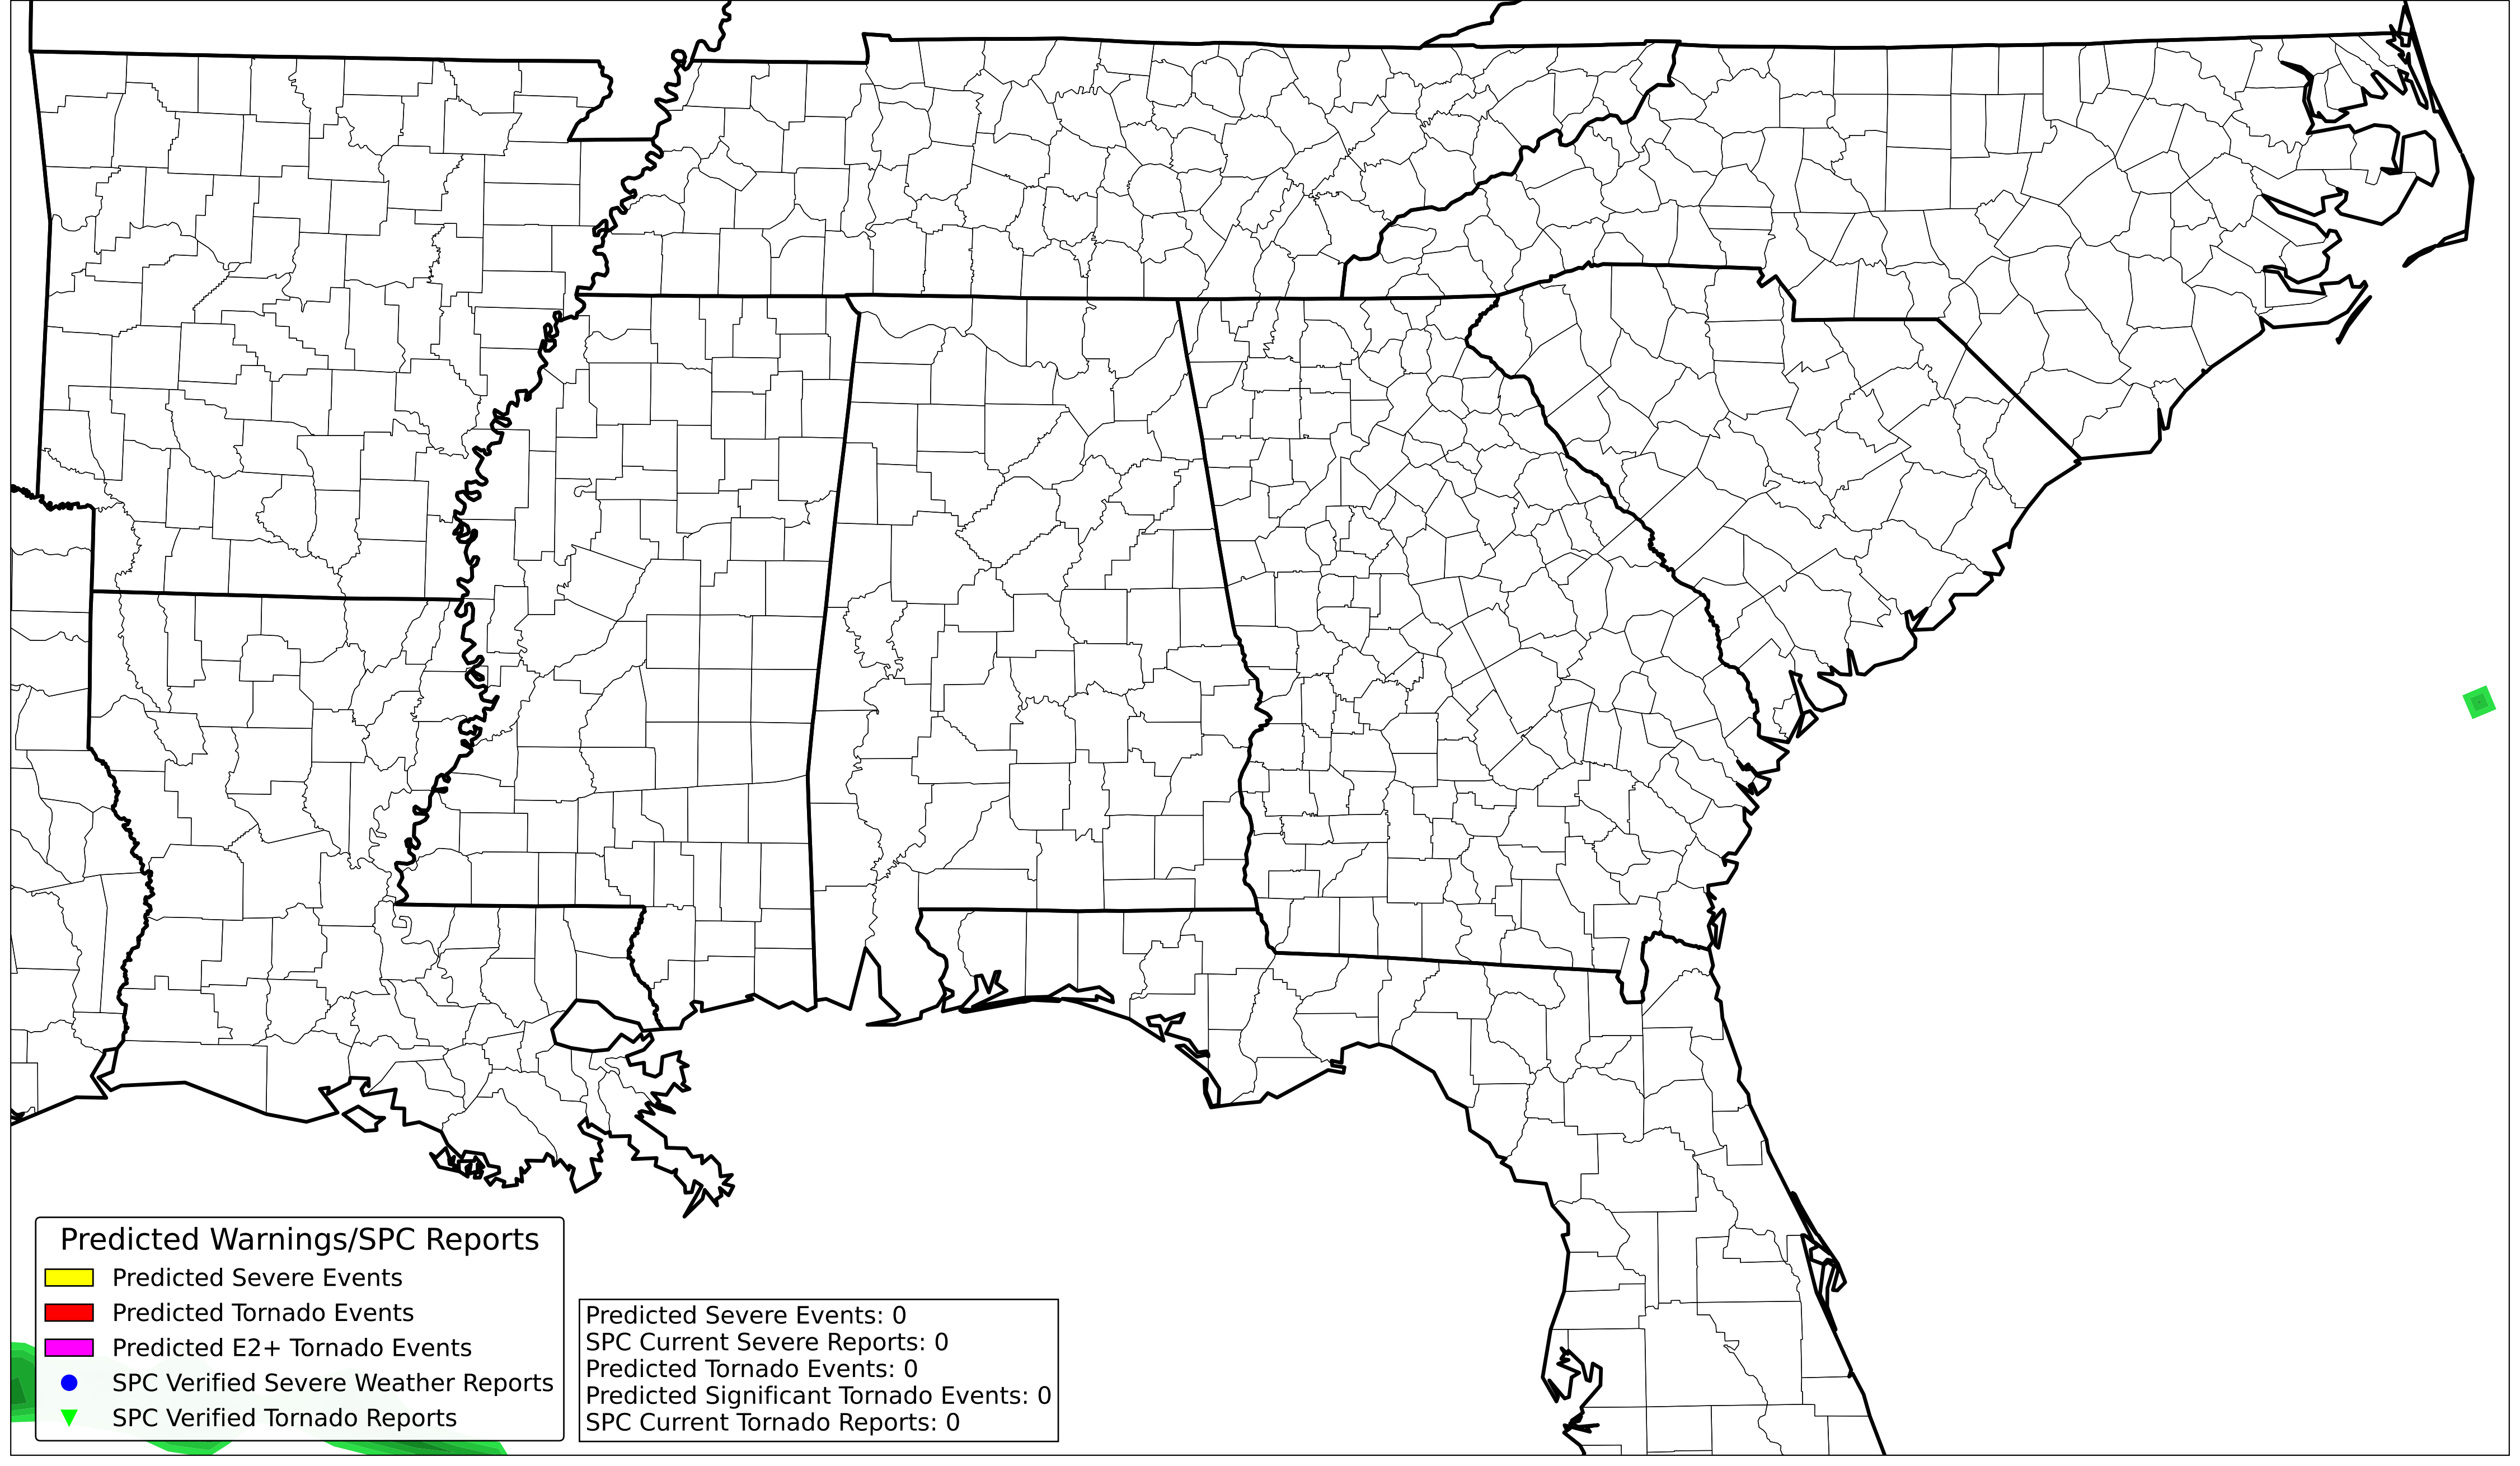 Predicted Warnings/SPC Reports
Predicted Severe Events
Predicted Tornado Events
Predicted E2+ Tornado Events
SPC Verified Severe Weather Reports
SPC Verified Tornado Reports
Predicted Severe Events: 0
SPC Current Severe Reports: 0
Predicted Tornado Events: 0
Predicted Significant Tornado Events: 0
SPC Current Tornado Reports: 0